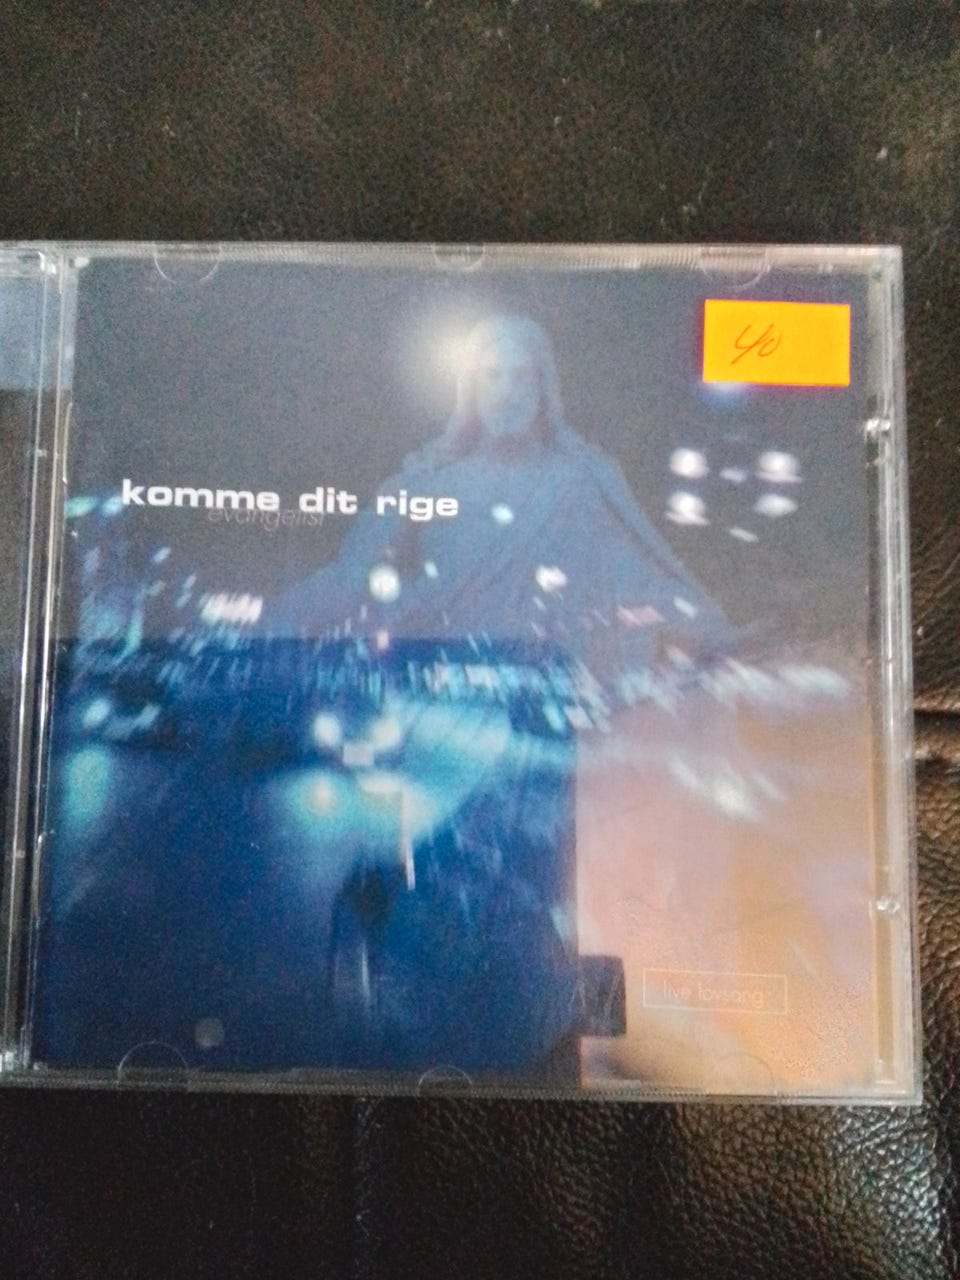 40
komme dit rige
evangelist
live lovsang